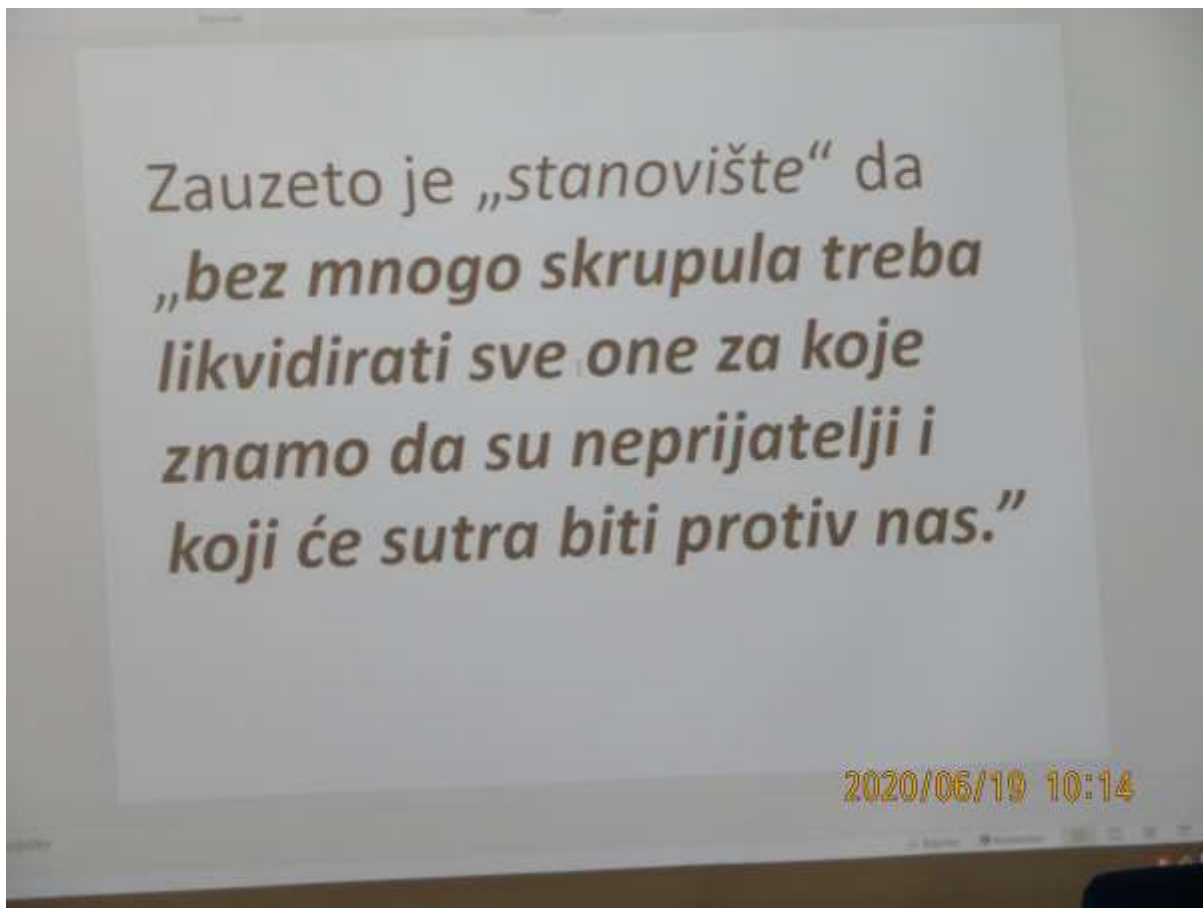 Zauzeto je „stanovište“ da
„bez mnogo skrupula treba
likvidirati sve one za koje
znamo da su neprijatelji i
koji će sutra biti protiv nas.”
2020/06/19 10:14